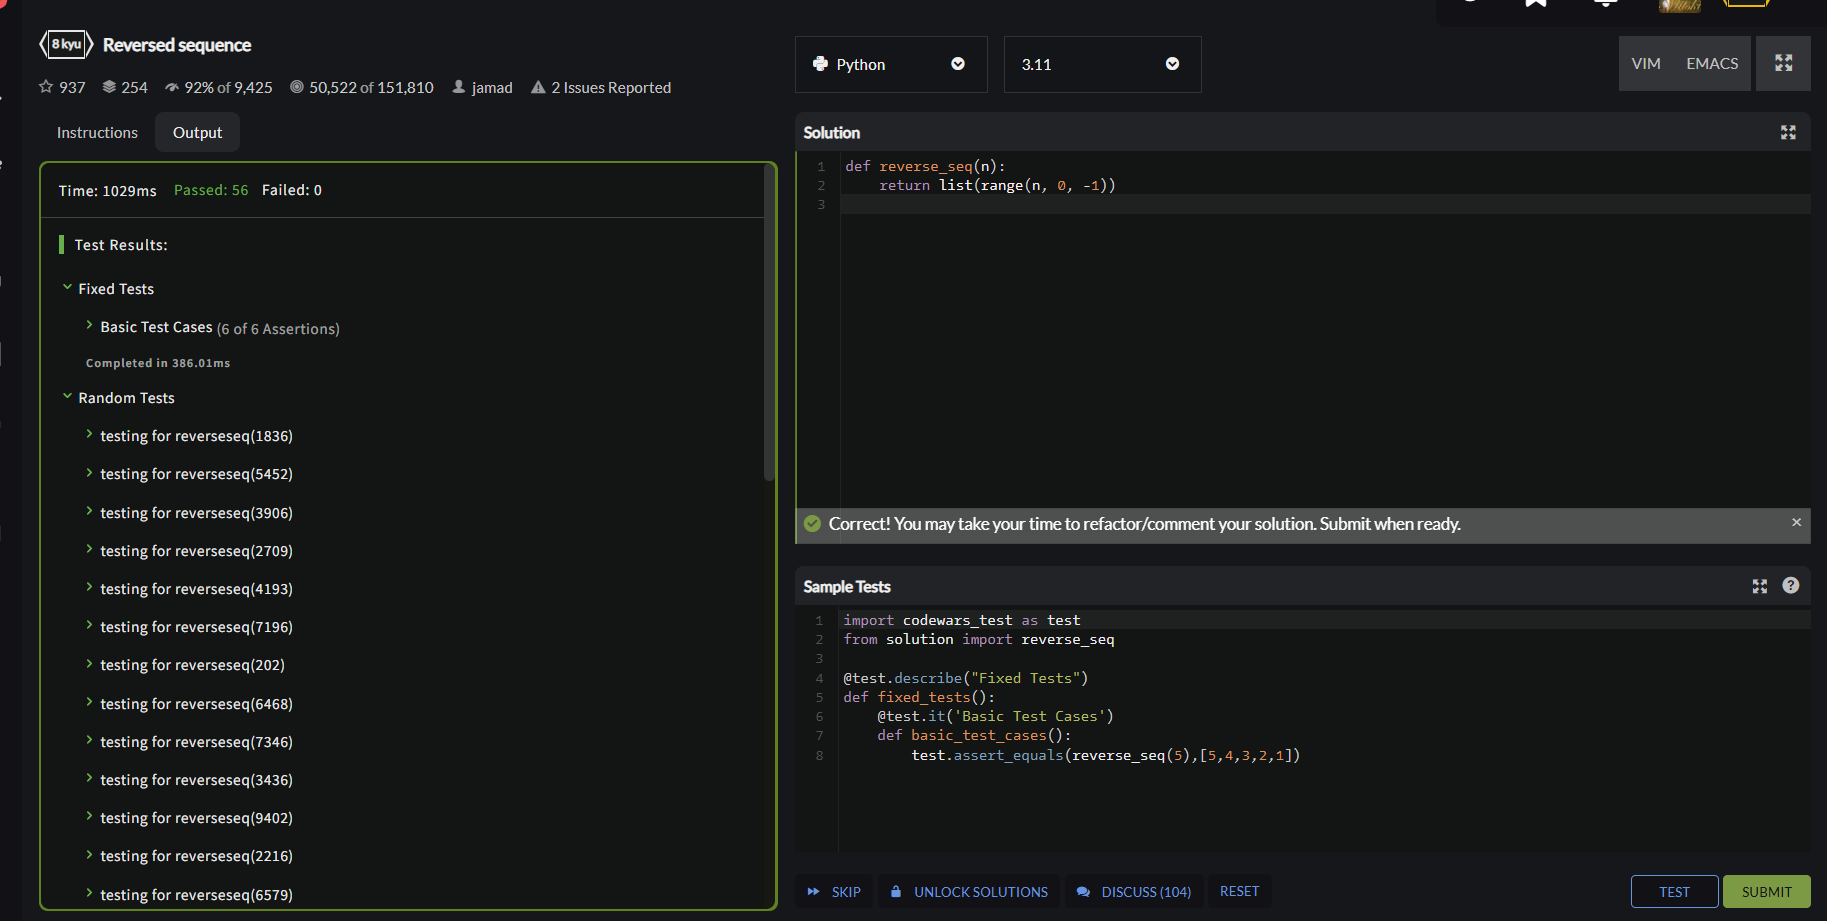 8 kyu Reversed sequence
937 254 92% of 9,425 50,522 of 151,810 jamad 2 Issues Reported
Instructions Output
Time: 1029ms Passed: 56 Failed: 0
Test Results:
Fixed Tests
Basic Test Cases (6 of 6 Assertions)
Completed in 386.01ms
Random Tests
testing for reverseseq(1836)
testing for reverseseq(5452)
testing for reverseseq(3906)
testing for reverseseq(2709)
testing for reverseseq(4193)
testing for reverseseq(7196)
testing for reverseseq(202)
testing for reverseseq(6468)
testing for reverseseq(7346)
testing for reverseseq(3436)
testing for reverseseq(9402)
testing for reverseseq(2216)
testing for reverseseq(6579)
Python 3.11 VIM EMACS
Solution
1 def reverse_seq(n):
2     return list(range(n, 0, -1))
3
Correct! You may take your time to refactor/comment your solution. Submit when ready.
Sample Tests
1 import codewars_test as test
2 from solution import reverse_seq
3
4 @test.describe("Fixed Tests")
5 def fixed_tests():
6     @test.it('Basic Test Cases')
7     def basic_test_cases():
8         test.assert_equals(reverse_seq(5),[5,4,3,2,1])
SKIP UNLOCK SOLUTIONS DISCUSS (104) RESET TEST SUBMIT